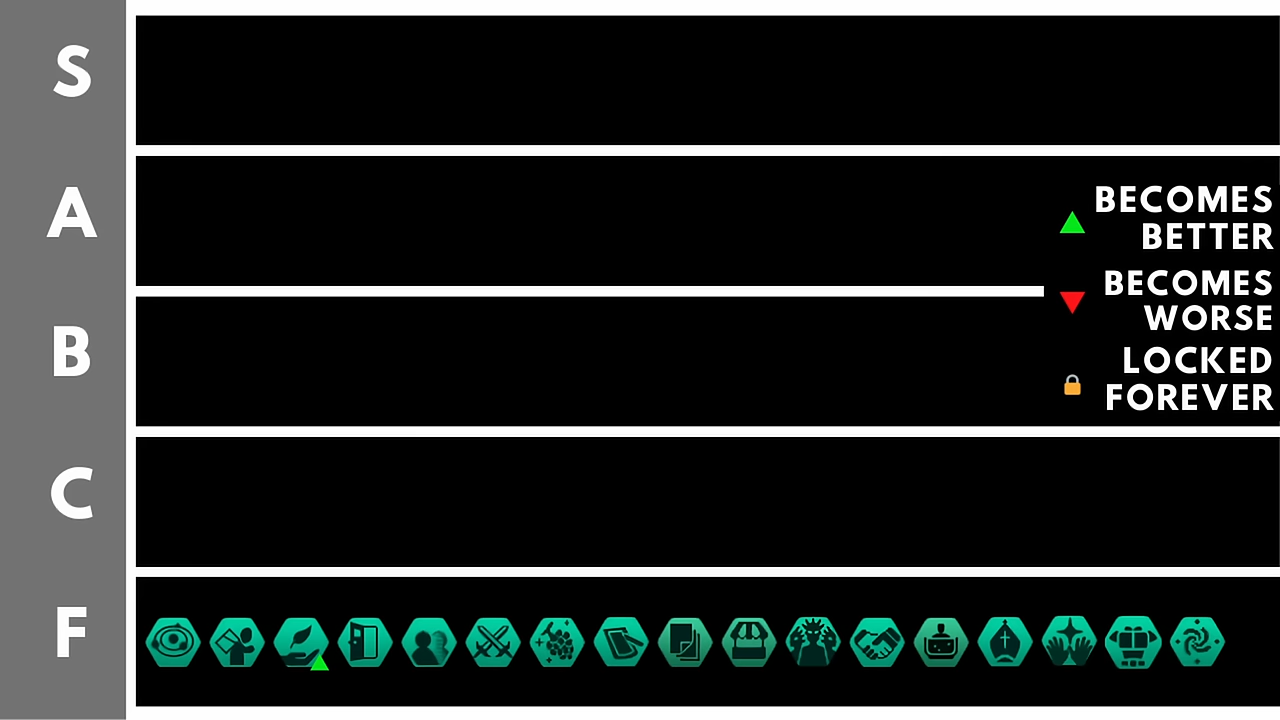 S
A
BECOMES
BETTER
BECOMES
WORSE
B
LOCKED
FOREVER
C
F